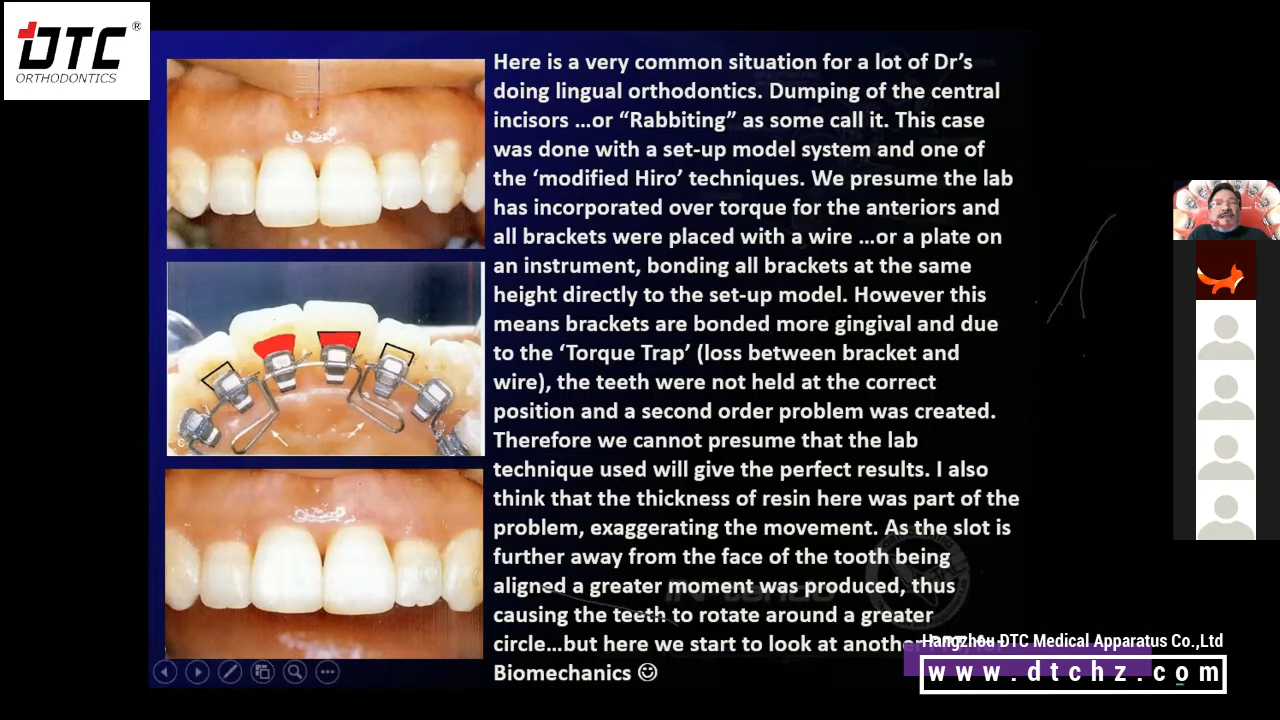 DTC®
ORTHODONTICS
Here is a very common situation for a lot of Dr's
doing lingual orthodontics. Dumping of the central
incisors …or “Rabbiting” as some call it. This case
was done with a set-up model system and one of
the ‘modified Hiro’ techniques. We presume the lab
has incorporated over torque for the anteriors and
all brackets were placed with a wire …or a plate on
an instrument, bonding all brackets at the same
height directly to the set-up model. However this
means brackets are bonded more gingival and due
to the ‘Torque Trap’ (loss between bracket and
wire), the teeth were not held at the correct
position and a second order problem was created.
Therefore we cannot presume that the lab
technique used will give the perfect results. I also
think that the thickness of resin here was part of the
problem, exaggerating the movement. As the slot is
further away from the face of the tooth being
aligned a greater moment was produced, thus
causing the teeth to rotate around a greater
circle…but here we start to look at another
Biomechanics ☺
Hangzhou DTC Medical Apparatus Co.,Ltd
www.dtchz.com